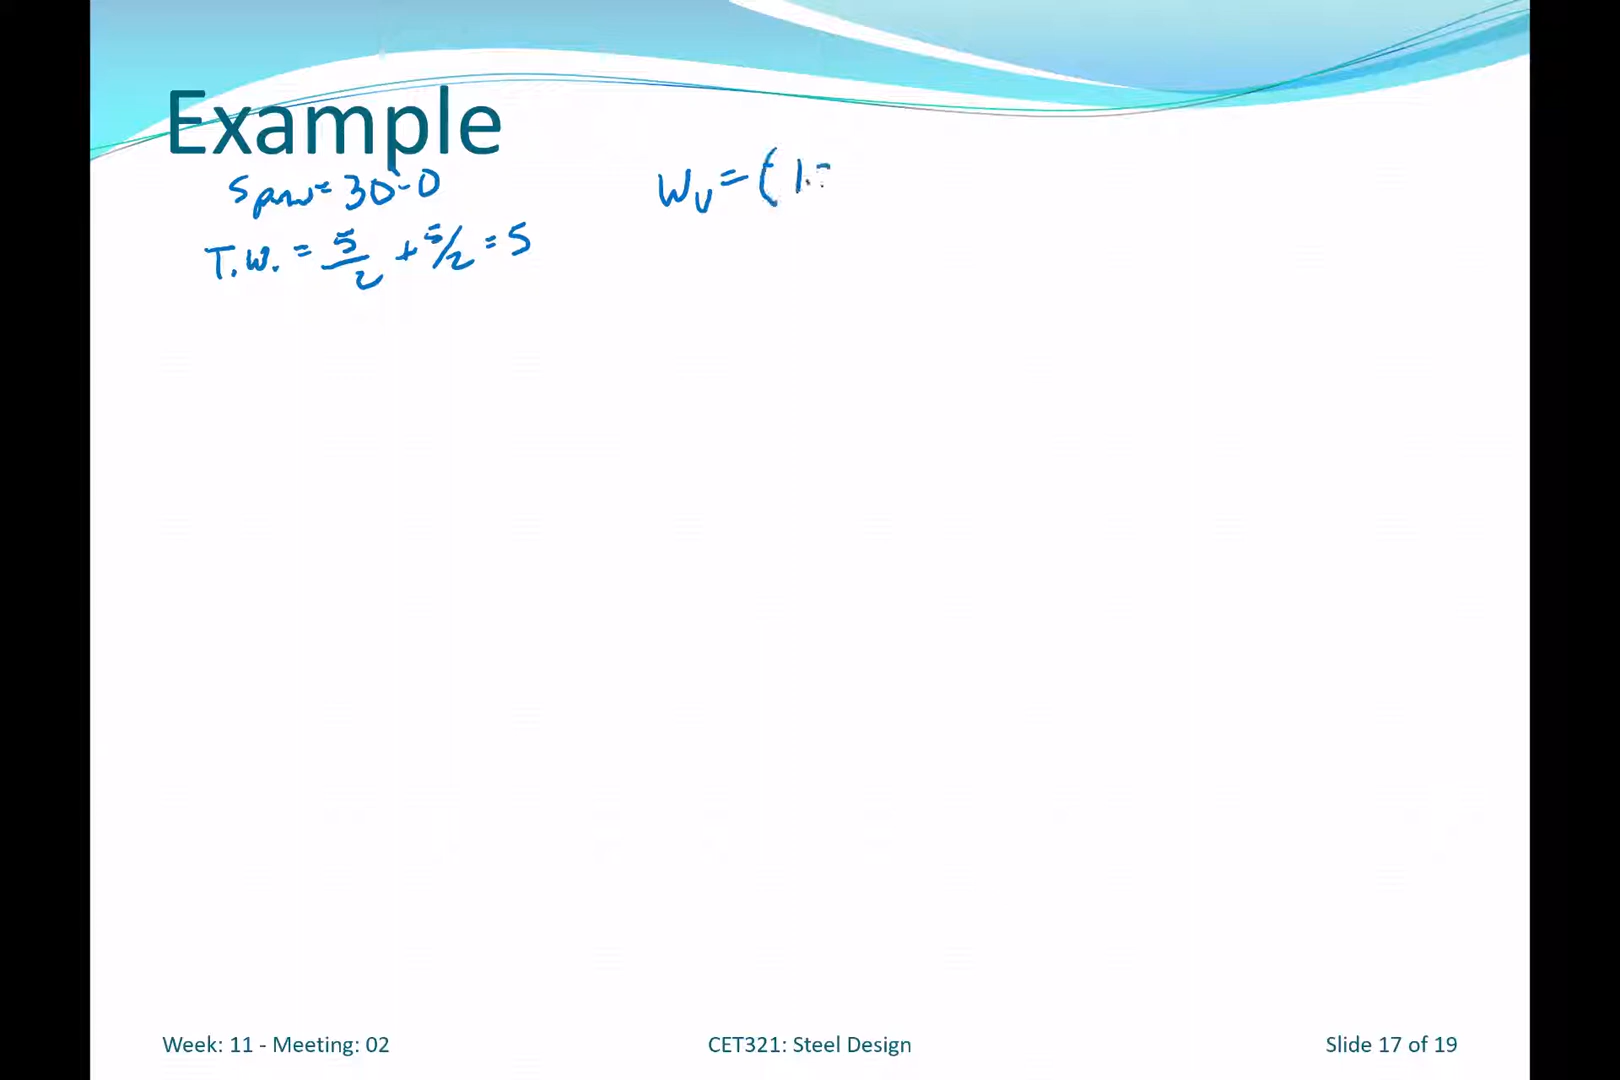 Example
Span = 30'-0
T.W. = 5/2 + 5/2 = 5
Wu = ( 1.
Week: 11 - Meeting: 02
CET321: Steel Design
Slide 17 of 19